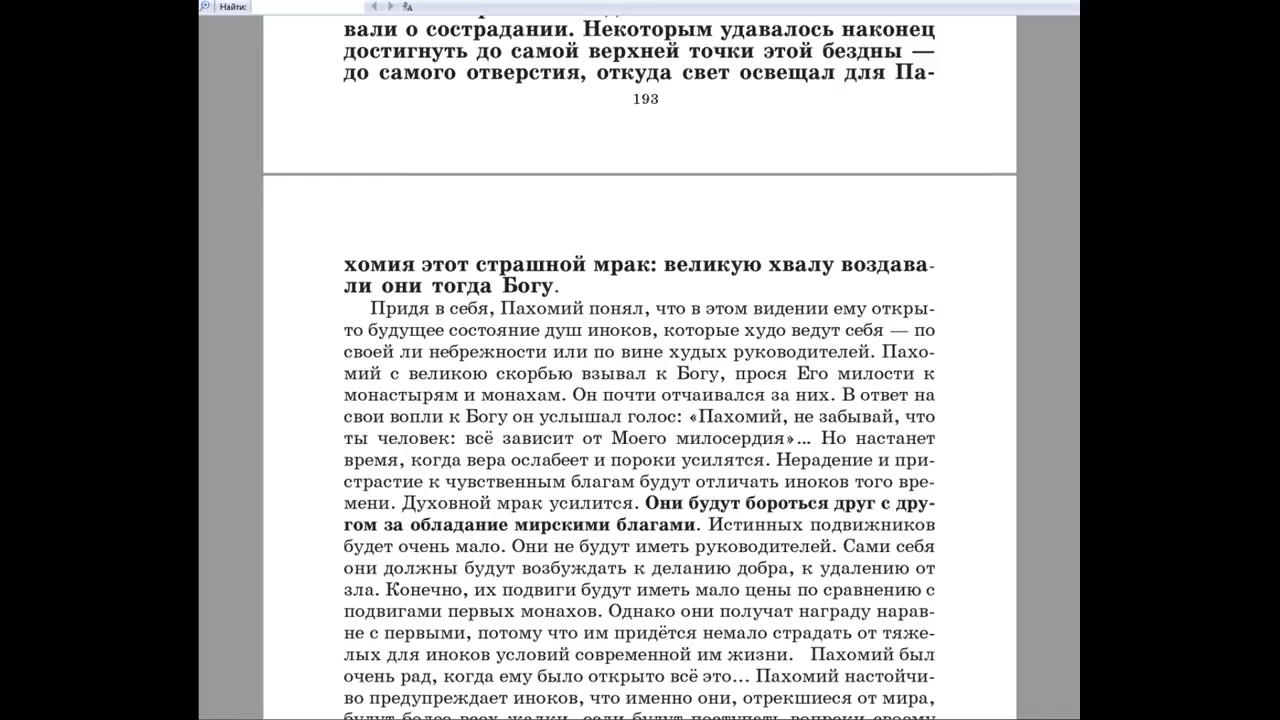 Найти:
вали о сострадании. Некоторым удавалось наконец
достигнуть до самой верхней точки этой бездны —
до самого отверстия, откуда свет освещал для Па-
193
хомия этот страшной мрак: великую хвалу воздава-
ли они тогда Богу.
Придя в себя, Пахомий понял, что в этом видении ему откры-
то будущее состояние душ иноков, которые худо ведут себя — по
своей ли небрежности или по вине худых руководителей. Пахо-
мий с великою скорбью взывал к Богу, прося Его милости к
монастырям и монахам. Он почти отчаивался за них. В ответ на
свои вопли к Богу он услышал голос: «Пахомий, не забывай, что
ты человек: всё зависит от Моего милосердия»... Но настанет
время, когда вера ослабеет и пороки усилятся. Нерадение и при-
страстие к чувственным благам будут отличать иноков того вре-
мени. Духовной мрак усилится. Они будут бороться друг с дру-
гом за обладание мирскими благами. Истинных подвижников
будет очень мало. Они не будут иметь руководителей. Сами себя
они должны будут возбуждать к деланию добра, к удалению от
зла. Конечно, их подвиги будут иметь мало цены по сравнению с
подвигами первых монахов. Однако они получат награду нарав-
не с первыми, потому что им придётся немало страдать от тяже-
лых для иноков условий современной им жизни. Пахомий был
очень рад, когда ему было открыто всё это... Пахомий настойчи-
во предупреждает иноков, что именно они, отрекшиеся от мира,
будут более всех жалки, если будут поступать вопреки своему